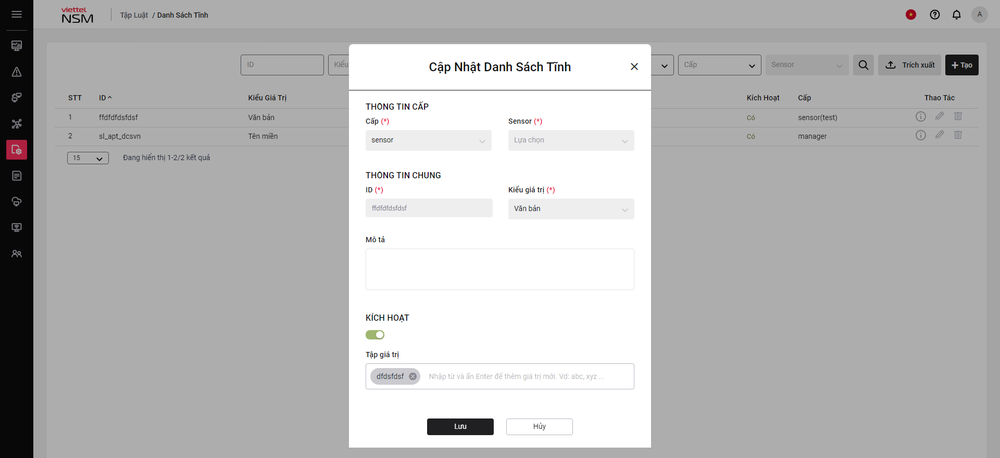 viettel
NSM
Tập Luật / Danh Sách Tĩnh
A
ID
Kiểu
Cấp
Sensor
Trích xuất
Tạo
STT ID Kiểu Giá Trị Kích Hoạt Cấp Thao Tác
1 ffdfdfdsfdsf Văn bản Có sensor(test)
2 sl_apt_dcsvn Tên miền Có manager
15 Đang hiển thị 1-2/2 kết quả
Cập Nhật Danh Sách Tĩnh
THÔNG TIN CẤP
Cấp (*) Sensor (*)
sensor Lựa chọn
THÔNG TIN CHUNG
ID (*) Kiểu giá trị (*)
ffdfdfdsfdsf Văn bản
Mô tả
KÍCH HOẠT
Tập giá trị
dfdsfdsf Nhập từ và ấn Enter để thêm giá trị mới. Vd: abc, xyz ...
Lưu Hủy